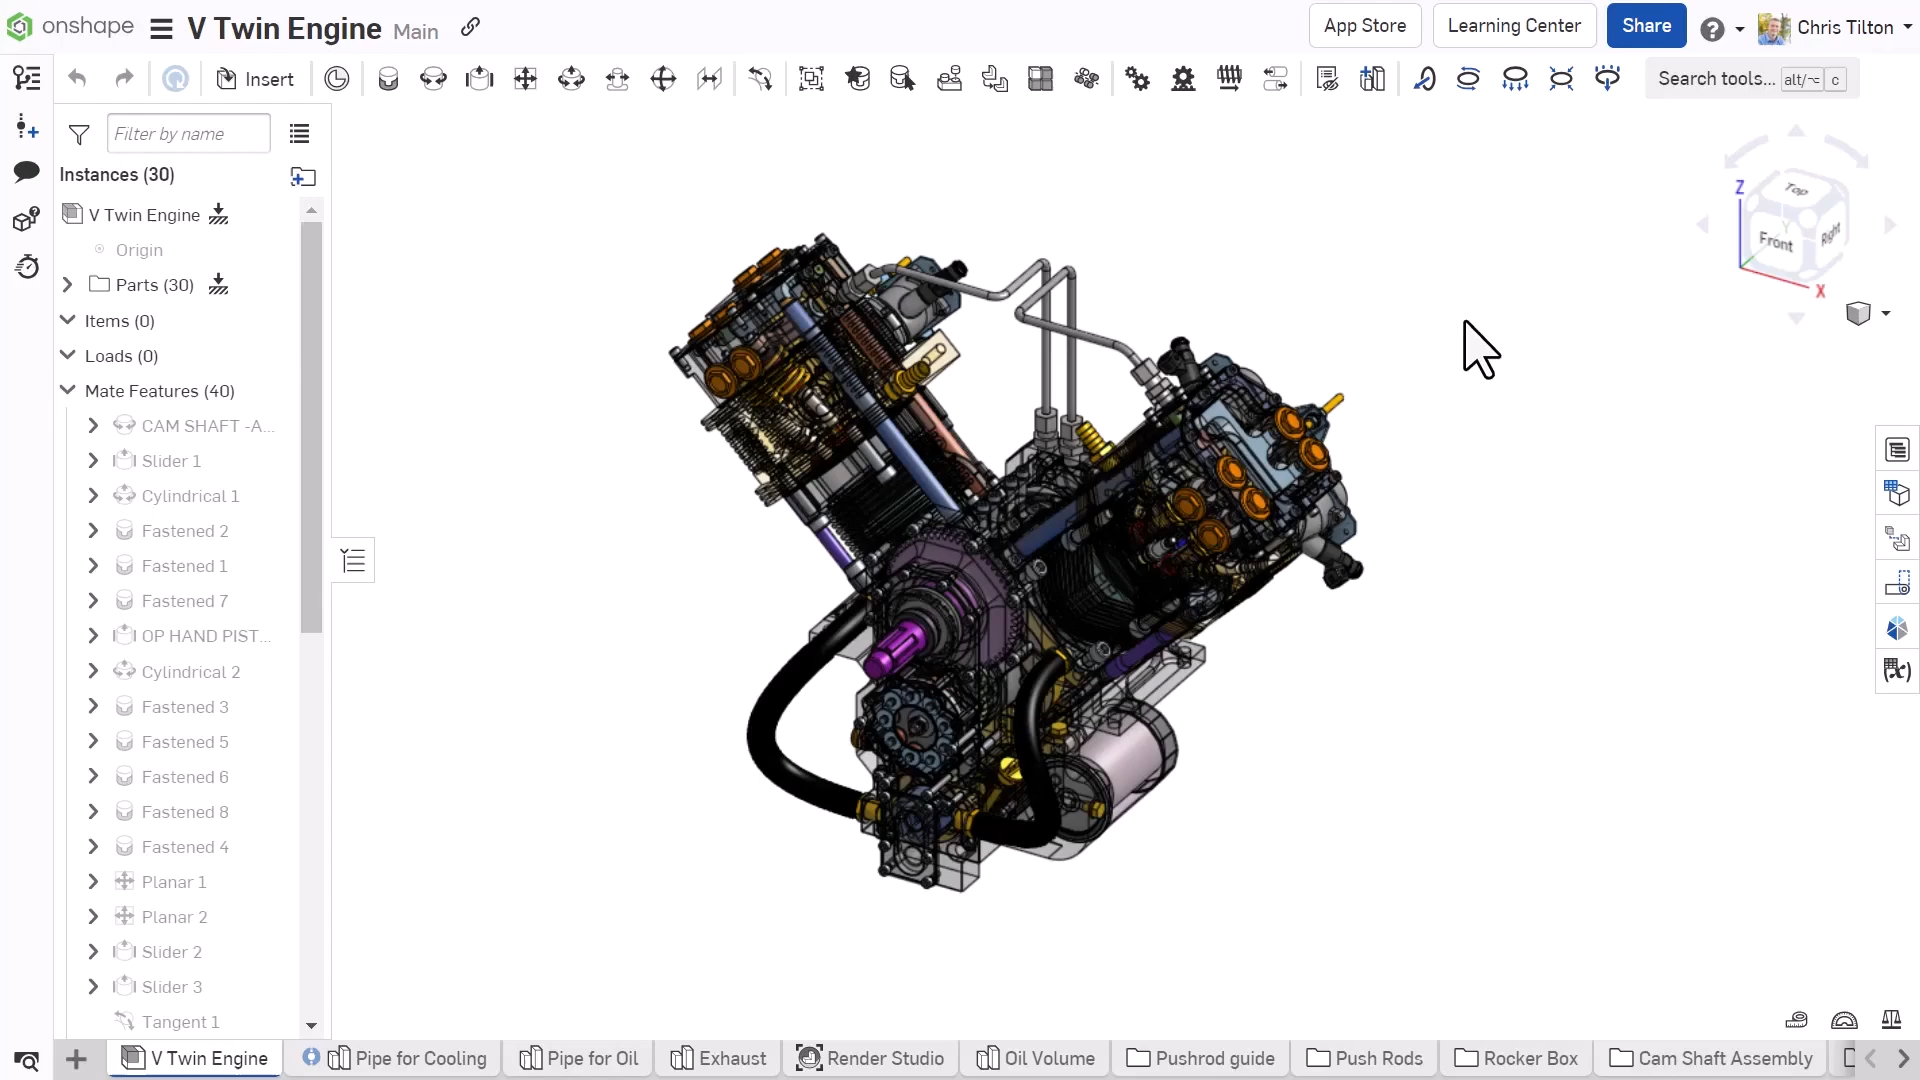 onshape
V Twin Engine Main
App Store
Learning Center
Share
Chris Tilton
Insert
Search tools... alt/⌥ c
Filter by name
Instances (30)
V Twin Engine
Origin
Parts (30)
Items (0)
Loads (0)
Mate Features (40)
CAM SHAFT -A...
Slider 1
Cylindrical 1
Fastened 2
Fastened 1
Fastened 7
OP HAND PIST...
Cylindrical 2
Fastened 3
Fastened 5
Fastened 6
Fastened 8
Fastened 4
Planar 1
Planar 2
Slider 2
Slider 3
Tangent 1
Z
Top
Y
Front
Right
X
V Twin Engine
Pipe for Cooling
Pipe for Oil
Exhaust
Render Studio
Oil Volume
Pushrod guide
Push Rods
Rocker Box
Cam Shaft Assembly